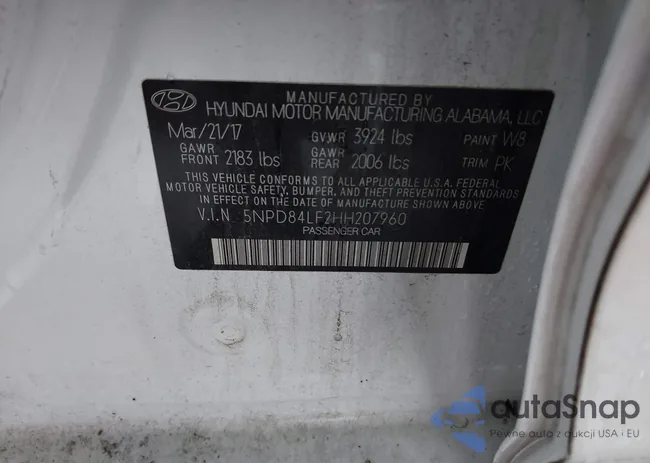 MANUFACTURED BY
HYUNDAI MOTOR MANUFACTURING ALABAMA, LLC
Mar/21/17 GVWR 3924 lbs PAINT W8
GAWR FRONT 2183 lbs GAWR REAR 2006 lbs TRIM PK
THIS VEHICLE CONFORMS TO ALL APPLICABLE U.S.A. FEDERAL
MOTOR VEHICLE SAFETY, BUMPER, AND THEFT PREVENTION STANDARDS
IN EFFECT ON THE DATE OF MANUFACTURE SHOWN ABOVE.
V.I.N 5NPD84LF2HH207960
PASSENGER CAR
autaSnap
Pewne auta z aukcji USA i EU